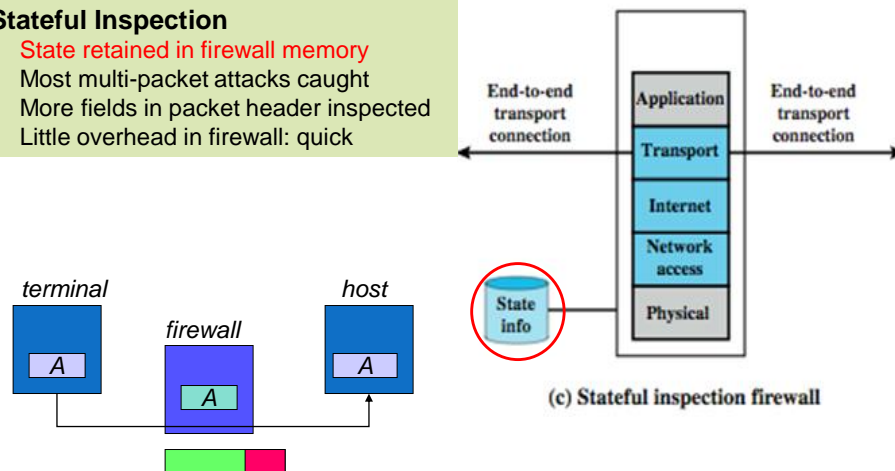 Stateful Inspection
State retained in firewall memory
Most multi-packet attacks caught
More fields in packet header inspected
Little overhead in firewall: quick
End-to-end
transport
connection
Application
Transport
Internet
Network
access
Physical
End-to-end
transport
connection
State
info
(c) Stateful inspection firewall
terminal
A
firewall
A
host
A